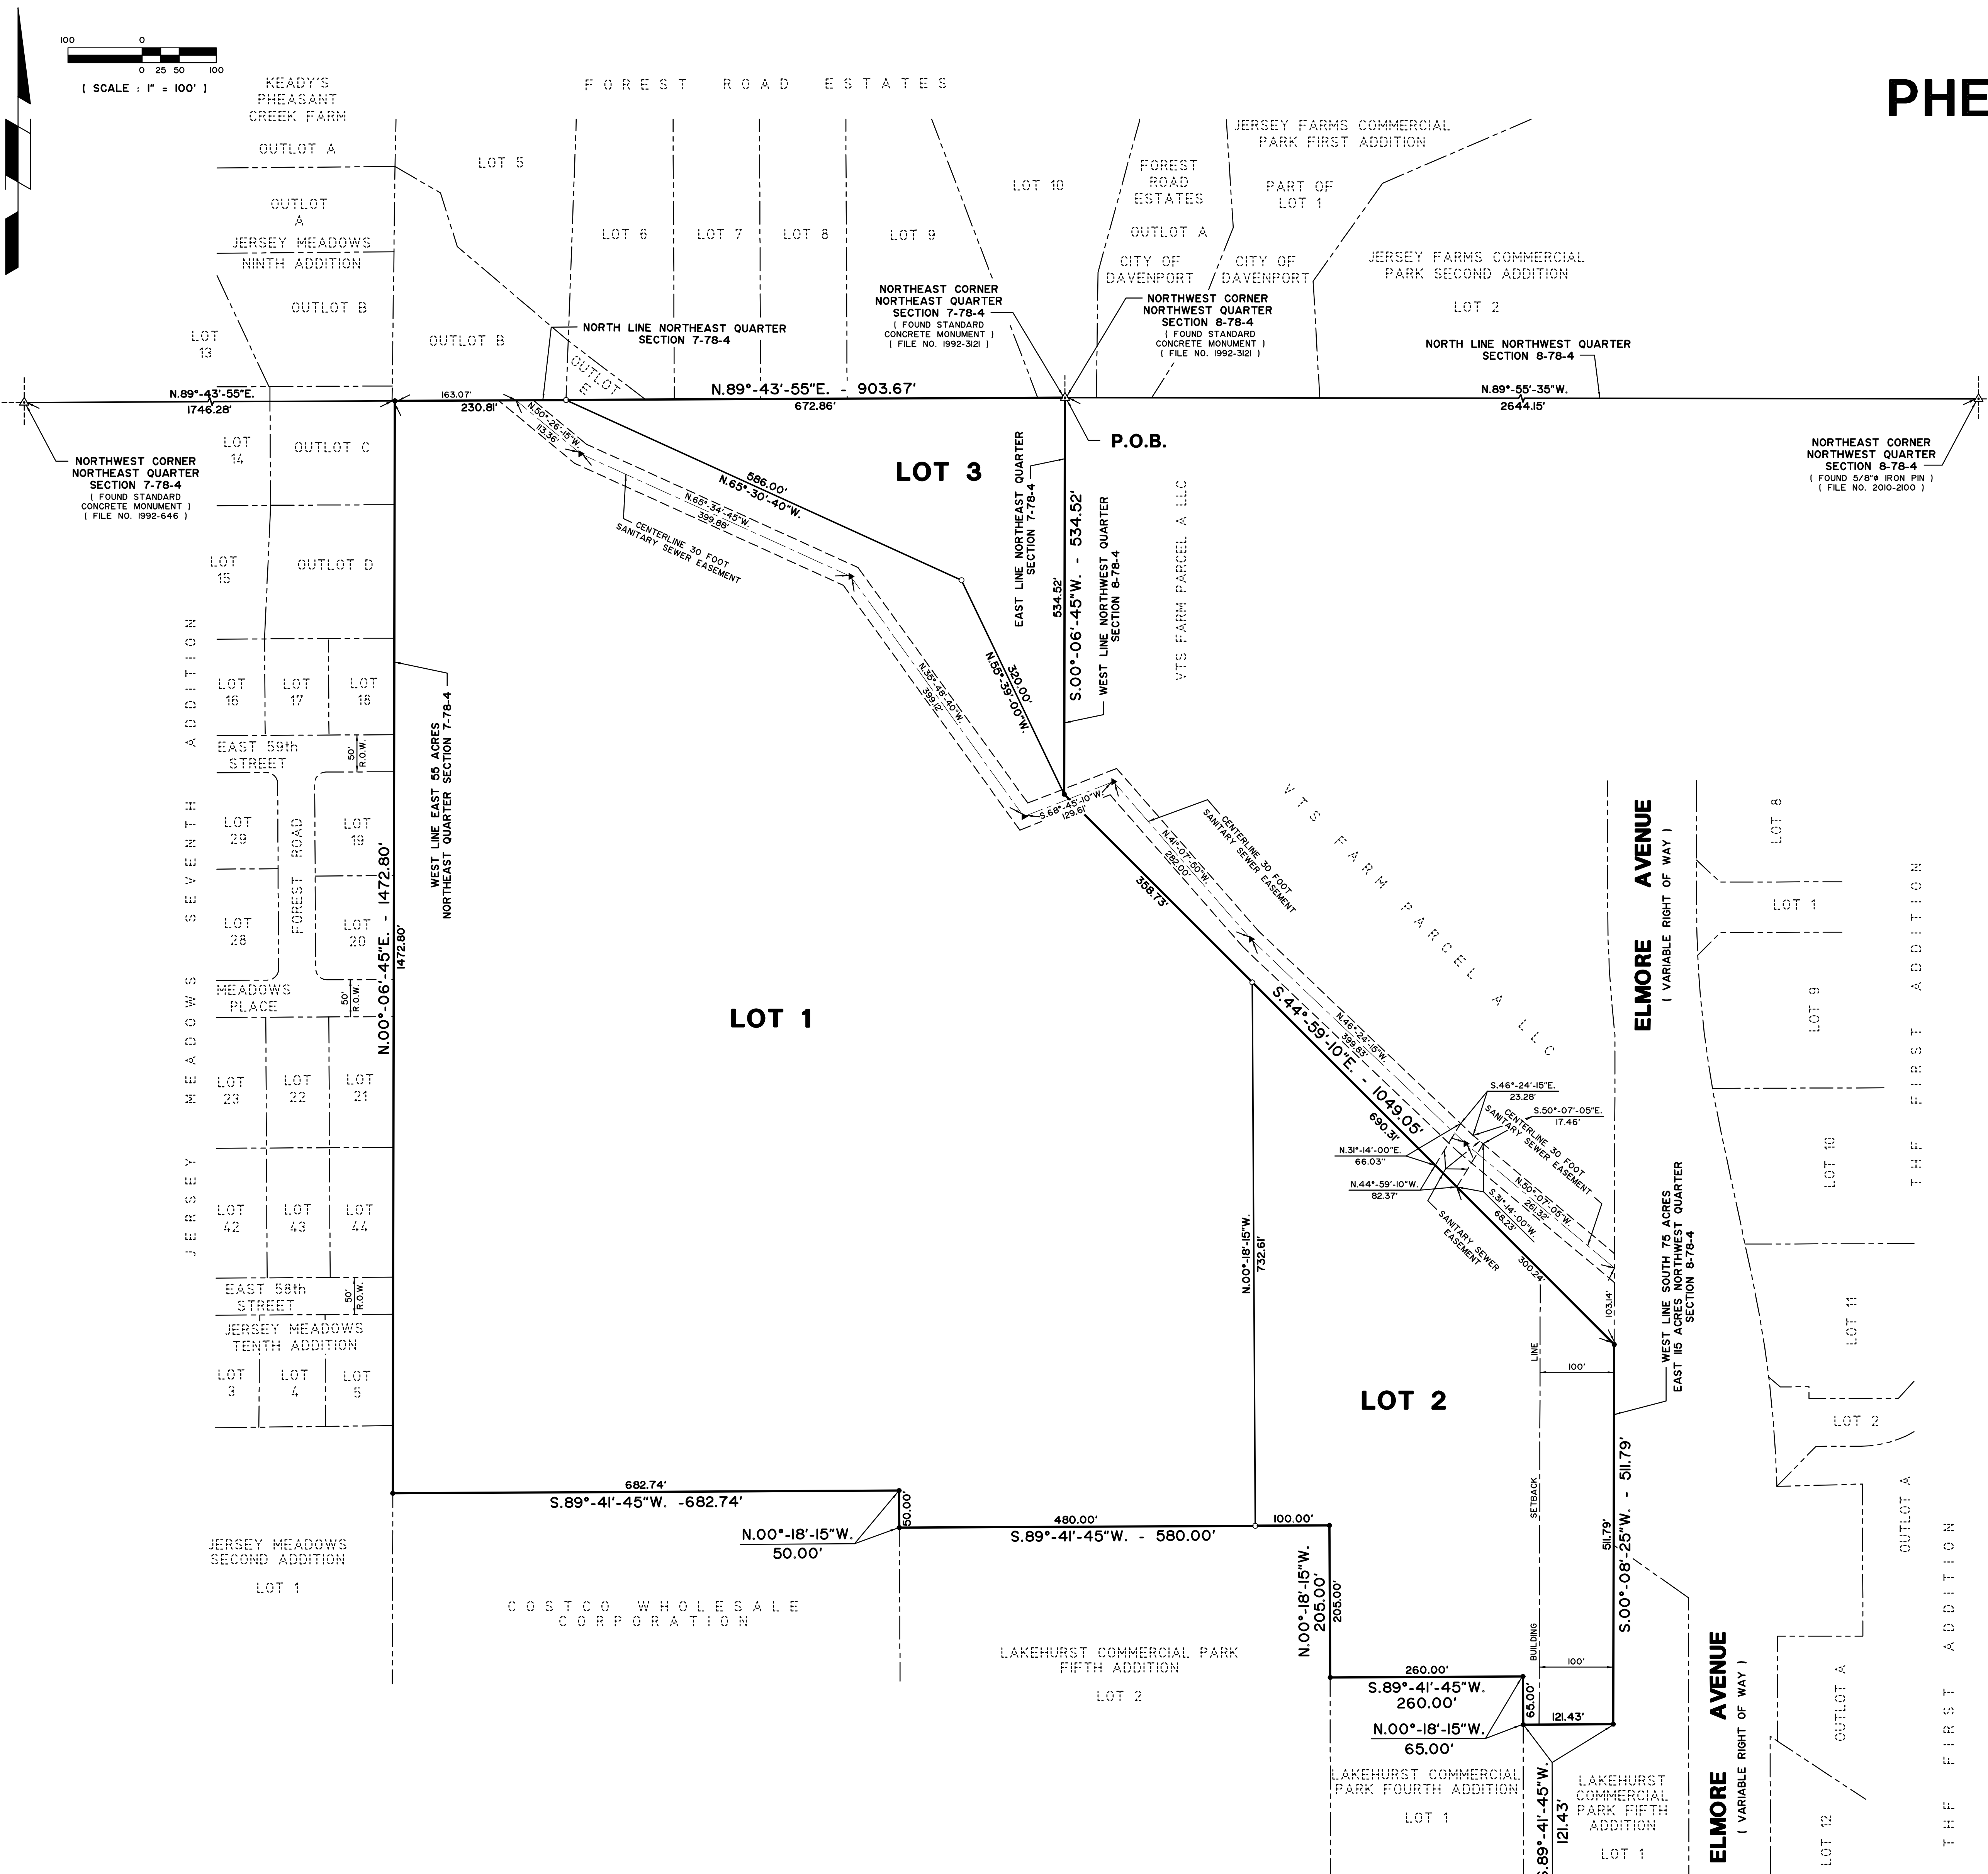 100
0
0
25
50
100
( SCALE : 1" = 100' )
PHE
KEADY'S
PHEASANT
CREEK FARM
OUTLOT A
OUTLOT
A
JERSEY MEADOWS
NINTH ADDITION
OUTLOT B
LOT
13
FOREST ROAD ESTATES
LOT 5
LOT 6
LOT 7
LOT 8
LOT 9
LOT 10
OUTLOT B
OUTLOT
E
FOREST
ROAD
ESTATES
OUTLOT A
CITY OF
DAVENPORT
CITY OF
DAVENPORT
JERSEY FARMS COMMERCIAL
PARK FIRST ADDITION
PART OF
LOT 1
JERSEY FARMS COMMERCIAL
PARK SECOND ADDITION
LOT 2
NORTH LINE NORTHEAST QUARTER
SECTION 7-78-4
NORTHEAST CORNER
NORTHEAST QUARTER
SECTION 7-78-4
( FOUND STANDARD
CONCRETE MONUMENT )
( FILE NO. 1992-3121 )
NORTHWEST CORNER
NORTHWEST QUARTER
SECTION 8-78-4
( FOUND STANDARD
CONCRETE MONUMENT )
( FILE NO. 1992-3121 )
NORTH LINE NORTHWEST QUARTER
SECTION 8-78-4
N.89°-43'-55"E.
1746.28'
163.07'
230.81'
N.89°-43'-55"E. - 903.67'
672.86'
N.89°-55'-35"W.
2644.15'
P.O.B.
NORTHWEST CORNER
NORTHEAST QUARTER
SECTION 7-78-4
( FOUND STANDARD
CONCRETE MONUMENT )
( FILE NO. 1992-646 )
NORTHEAST CORNER
NORTHWEST QUARTER
SECTION 8-78-4
( FOUND 5/8"Ø IRON PIN )
( FILE NO. 2010-2100 )
LOT
14
OUTLOT C
LOT
15
OUTLOT D
LOT
16
LOT
17
LOT
18
EAST 59th
STREET
50'
R.O.W.
LOT
29
LOT
19
FOREST ROAD
LOT
28
LOT
20
MEADOWS
PLACE
50'
R.O.W.
LOT
23
LOT
22
LOT
21
LOT
42
LOT
43
LOT
44
EAST 58th
STREET
50'
R.O.W.
JERSEY MEADOWS
TENTH ADDITION
LOT
3
LOT
4
LOT
5
JERSEY MEADOWS SEVENTH ADDITION
N.00°-06'-45"E. - 1472.80'
1472.80'
WEST LINE EAST 55 ACRES
NORTHEAST QUARTER SECTION 7-78-4
N.50°-26'-15"W.
113.36'
N.65°-34'-45"W.
399.88'
CENTERLINE 30 FOOT
SANITARY SEWER EASEMENT
586.00'
N.65°-30'-40"W.
LOT 3
N.35°-48'-40"W.
399.12'
320.00'
N.55°-39'-00"W.
EAST LINE NORTHEAST QUARTER
SECTION 7-78-4
534.52'
S.00°-06'-45"W. - 534.52'
WEST LINE NORTHWEST QUARTER
SECTION 8-78-4
VTS FARM PARCEL A LLC
S.68°-45'-10"W.
129.61'
N.41°-07'-50"W.
282.00'
CENTERLINE 30 FOOT
SANITARY SEWER EASEMENT
VTS FARM PARCEL A LLC
358.73'
S.44°-59'-10"E. - 1049.05'
690.31'
N.46°-24'-15"W.
399.83'
S.46°-24'-15"E.
23.28'
S.50°-07'-05"E.
17.46'
CENTERLINE 30 FOOT
SANITARY SEWER EASEMENT
N.31°-14'-00"E.
66.03"
N.44°-59'-10"W.
82.37'
S.31°-14'-00"W.
68.23'
N.50°-07'-05"W.
261.32'
SANITARY SEWER
EASEMENT
300.24'
103.14'
LOT 1
N.00°-18'-15"W.
732.61'
LOT 2
BUILDING SETBACK LINE
100'
100'
WEST LINE SOUTH 75 ACRES
EAST 115 ACRES NORTHWEST QUARTER
SECTION 8-78-4
511.79'
S.00°-08'-25"W. - 511.79'
ELMORE AVENUE
( VARIABLE RIGHT OF WAY )
LOT 8
LOT 1
LOT 9
LOT 10
LOT 11
LOT 2
OUTLOT A
THF FIRST ADDITION
682.74'
S.89°-41'-45"W. -682.74'
50.00'
N.00°-18'-15"W.
50.00'
480.00'
100.00'
S.89°-41'-45"W. - 580.00'
N.00°-18'-15"W.
205.00'
205.00'
260.00'
S.89°-41'-45"W.
260.00'
65.00'
N.00°-18'-15"W.
65.00'
121.43'
S.89°-41'-45"W.
121.43'
JERSEY MEADOWS
SECOND ADDITION
LOT 1
COSTCO WHOLESALE
CORPORATION
LAKEHURST COMMERCIAL PARK
FIFTH ADDITION
LOT 2
LAKEHURST COMMERCIAL
PARK FOURTH ADDITION
LOT 1
LAKEHURST
COMMERCIAL
PARK FIFTH
ADDITION
LOT 1
ELMORE AVENUE
( VARIABLE RIGHT OF WAY )
OUTLOT A
LOT 12
THF FIRST ADDITION